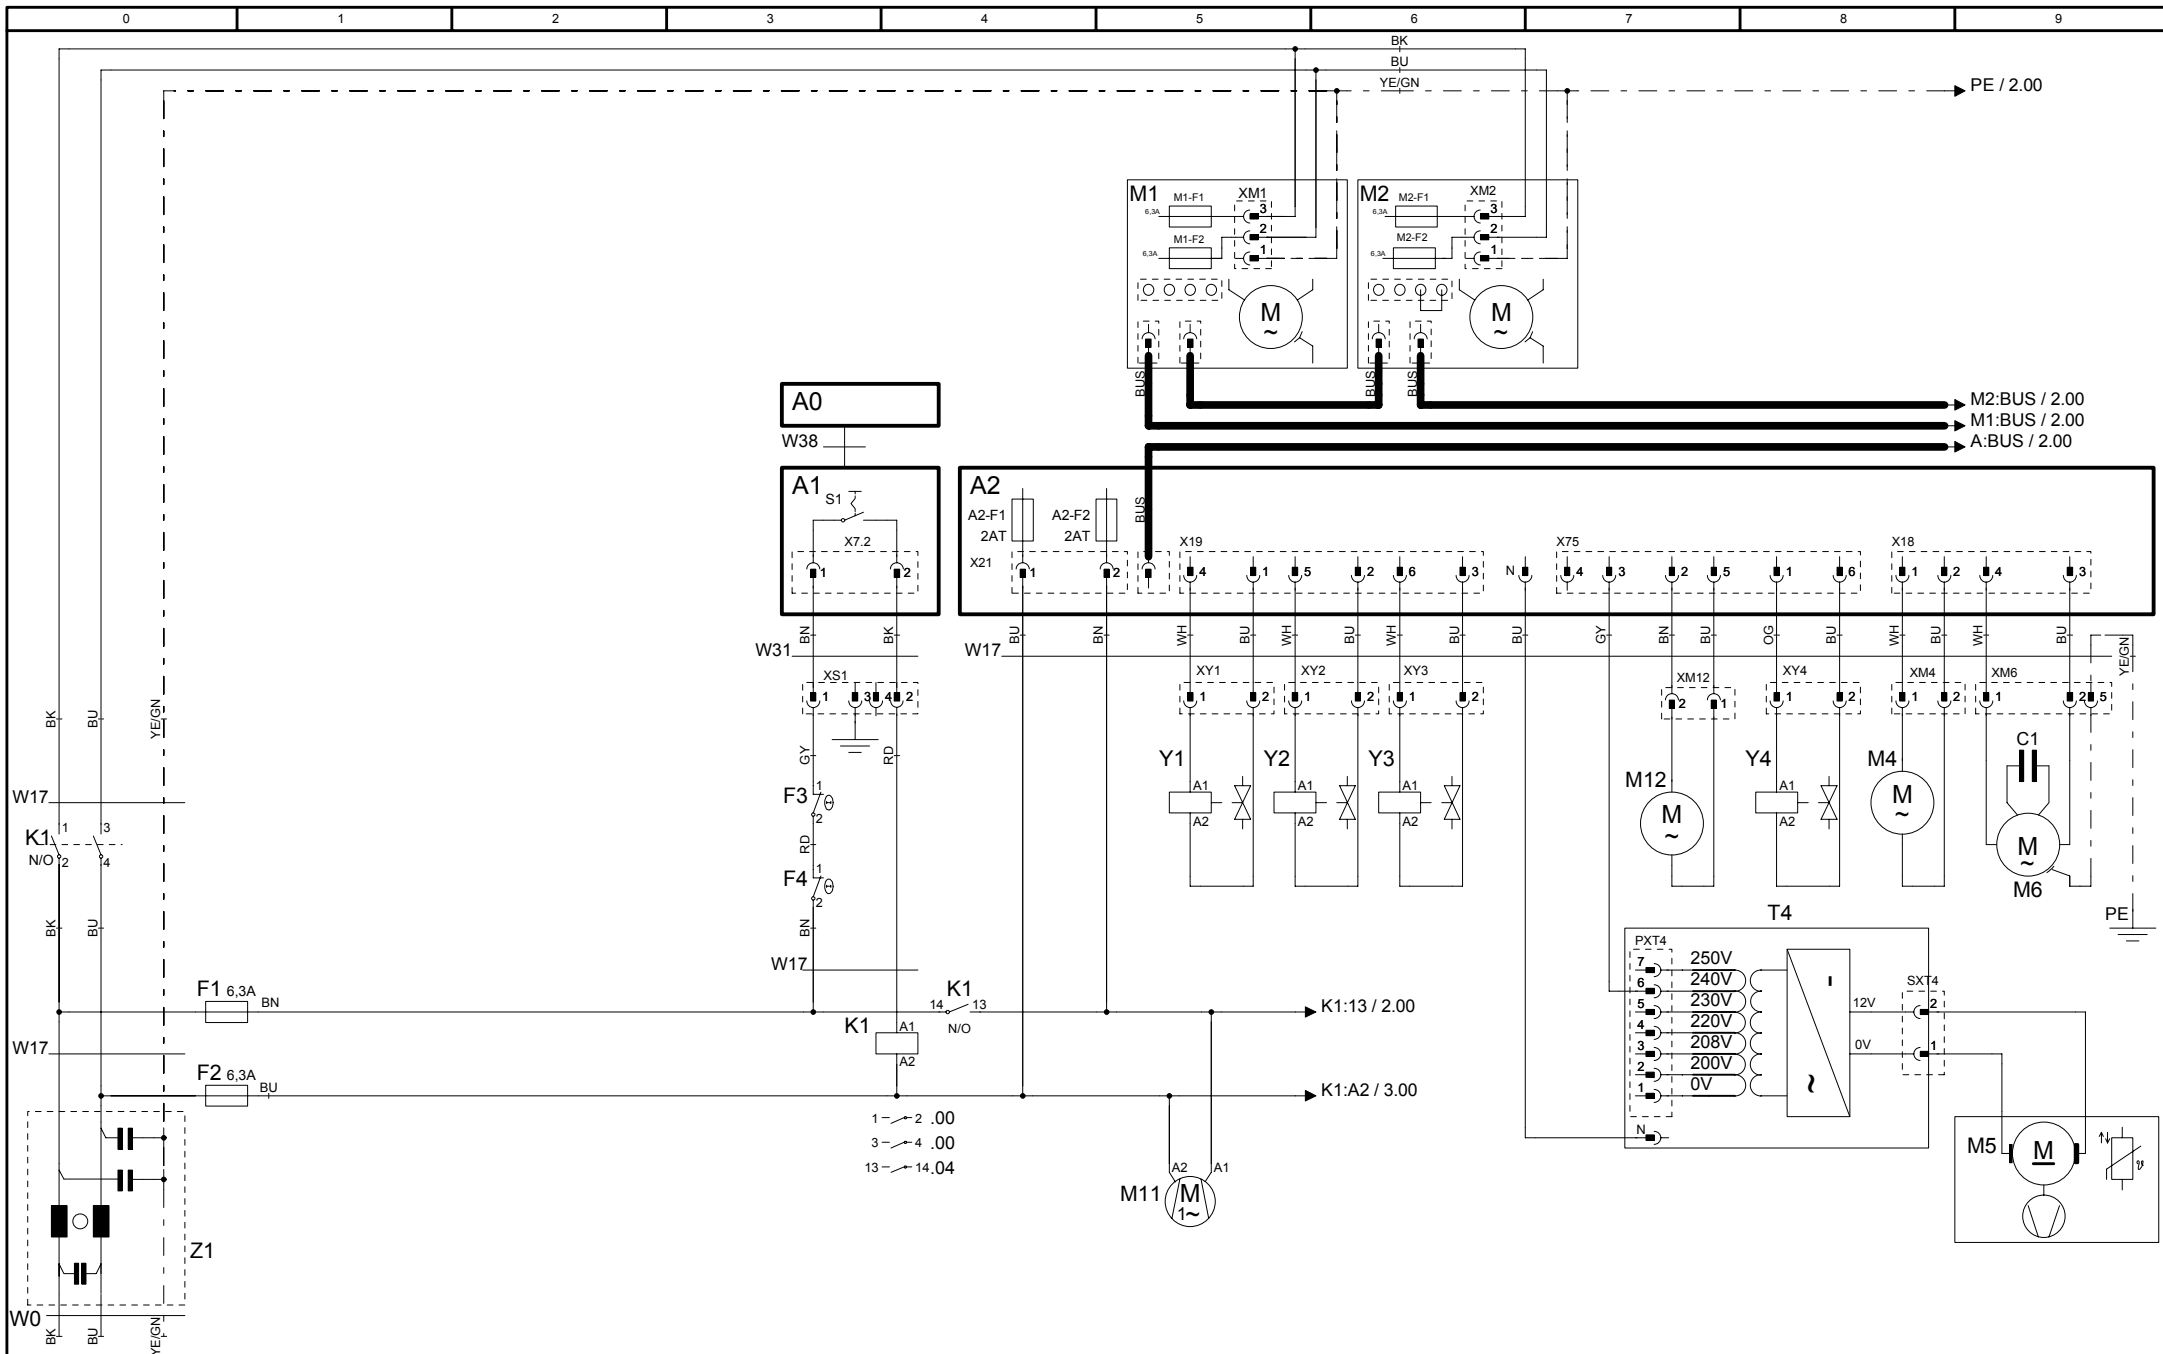 0 1 2 3 4 5 6 7 8 9
BK
BU
YE/GN
PE / 2.00
M1 M1-F1 XM1 M2 M2-F1 XM2
6,3A 3 6,3A 3
M1-F2 2 M2-F2 2
6,3A 1 6,3A 1
M M
~ ~
BUS BUS BUS
A0
M2:BUS / 2.00
M1:BUS / 2.00
W38
A:BUS / 2.00
A1 A2
S1
A2-F1 A2-F2 BUS
2AT 2AT
X7.2 X21 X19 X75 X18
1 2 1 2 4 1 5 2 6 3 N 4 3 2 5 1 6 1 2 4 3
BN BK BU BN WH BU WH BU WH BU BU GY BN BU OG BU WH BU WH BU YE/GN
W31 W17
XS1 XY1 XY2 XY3 XM12 XY4 XM4 XM6
1 3 4 2 1 2 1 2 1 2 2 1 1 2 1 2 1 2 5
BK BU YE/GN
GY RD
Y1 Y2 Y3 M12 Y4 M4 C1
W17
F3 1 2
A1 A1 A1 A1
A2 A2 A2 A2
M ~ M ~ M ~
K1 1 3
N/O 2 4
RD
F4 1 2
M6
BK BU BN
T4
PE
W17
PXT4
7 250V
6 240V
5 230V
4 220V
3 208V
2 200V
1 0V
N
- ~
12V
0V
SXT4
2
1
F1 6,3A BN
K1
14 13
N/O
K1:13 / 2.00
K1 A1
A2
W17
F2 6,3A BU
K1:A2 / 3.00
1 2 .00
3 4 .00
13 14 .04
A2 A1
M11 M
1~
M5 M
ϑ
Z1
W0
BK BU YE/GN